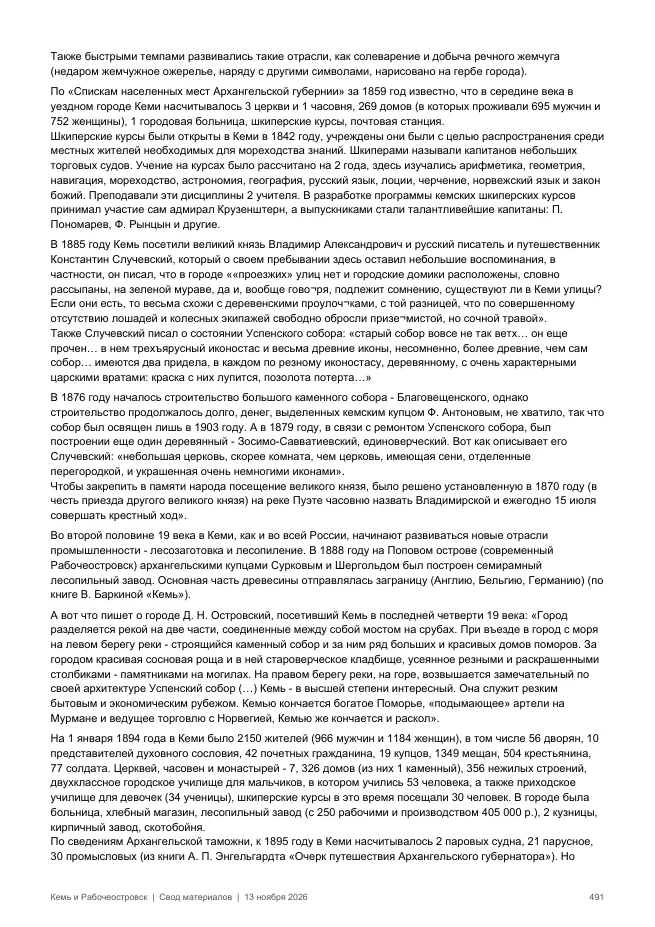 Также быстрыми темпами развивались такие отрасли, как солеварение и добыча речного жемчуга
(недаром жемчужное ожерелье, наряду с другими символами, нарисовано на гербе города).
По «Спискам населенных мест Архангельской губернии» за 1859 год известно, что в середине века в
уездном городе Кеми насчитывалось 3 церкви и 1 часовня, 269 домов (в которых проживали 695 мужчин и
752 женщины), 1 городовая больница, шкиперские курсы, почтовая станция.
Шкиперские курсы были открыты в Кеми в 1842 году, учреждены они были с целью распространения среди
местных жителей необходимых для мореходства знаний. Шкиперами называли капитанов небольших
торговых судов. Учение на курсах было рассчитано на 2 года, здесь изучались арифметика, геометрия,
навигация, мореходство, астрономия, география, русский язык, лоции, черчение, норвежский язык и закон
божий. Преподавали эти дисциплины 2 учителя. В разработке программы кемских шкиперских курсов
принимал участие сам адмирал Крузенштерн, а выпускниками стали талантливейшие капитаны: П.
Пономарев, Ф. Рынцын и другие.
В 1885 году Кемь посетили великий князь Владимир Александрович и русский писатель и путешественник
Константин Случевский, который о своем пребывании здесь оставил небольшие воспоминания, в
частности, он писал, что в городе ««проезжих» улиц нет и городские домики расположены, словно
рассыпаны, на зеленой мураве, да и, вообще гово¬ря, подлежит сомнению, существуют ли в Кеми улицы?
Если они есть, то весьма схожи с деревенскими проулоч¬ками, с той разницей, что по совершенному
отсутствию лошадей и колесных экипажей свободно обросли призе¬мистой, но сочной травой».
Также Случевский писал о состоянии Успенского собора: «старый собор вовсе не так ветх… он еще
прочен… в нем трехъярусный иконостас и весьма древние иконы, несомненно, более древние, чем сам
собор… имеются два придела, в каждом по резному иконостасу, деревянному, с очень характерными
царскими вратами: краска с них лупится, позолота потерта…»
В 1876 году началось строительство большого каменного собора - Благовещенского, однако
строительство продолжалось долго, денег, выделенных кемским купцом Ф. Антоновым, не хватило, так что
собор был освящен лишь в 1903 году. А в 1879 году, в связи с ремонтом Успенского собора, был
построении еще один деревянный - Зосимо-Савватиевский, единоверческий. Вот как описывает его
Случевский: «небольшая церковь, скорее комната, чем церковь, имеющая сени, отделенные
перегородкой, и украшенная очень немногими иконами».
Чтобы закрепить в памяти народа посещение великого князя, было решено установленную в 1870 году (в
честь приезда другого великого князя) на реке Пуэте часовню назвать Владимирской и ежегодно 15 июля
совершать крестный ход».
Во второй половине 19 века в Кеми, как и во всей России, начинают развиваться новые отрасли
промышленности - лесозаготовка и лесопиление. В 1888 году на Поповом острове (современный
Рабочеостровск) архангельскими купцами Сурковым и Шергольдом был построен семирамный
лесопильный завод. Основная часть древесины отправлялась заграницу (Англию, Бельгию, Германию) (по
книге В. Баркиной «Кемь»).
А вот что пишет о городе Д. Н. Островский, посетивший Кемь в последней четверти 19 века: «Город
разделяется рекой на две части, соединенные между собой мостом на срубах. При въезде в город с моря
на левом берегу реки - строящийся каменный собор и за ним ряд больших и красивых домов поморов. За
городом красивая сосновая роща и в ней староверческое кладбище, усеянное резными и раскрашенными
столбиками - памятниками на могилах. На правом берегу реки, на горе, возвышается замечательный по
своей архитектуре Успенский собор (…) Кемь - в высшей степени интересный. Она служит резким
бытовым и экономическим рубежом. Кемью кончается богатое Поморье, «подымающее» артели на
Мурмане и ведущее торговлю с Норвегией, Кемью же кончается и раскол».
На 1 января 1894 года в Кеми было 2150 жителей (966 мужчин и 1184 женщин), в том числе 56 дворян, 10
представителей духовного сословия, 42 почетных гражданина, 19 купцов, 1349 мещан, 504 крестьянина,
77 солдата. Церквей, часовен и монастырей - 7, 326 домов (из них 1 каменный), 356 нежилых строений,
двухклассное городское училище для мальчиков, в котором учились 53 человека, а также приходское
училище для девочек (34 ученицы), шкиперские курсы в это время посещали 30 человек. В городе была
больница, хлебный магазин, лесопильный завод (с 250 рабочими и производством 405 000 р.), 2 кузницы,
кирпичный завод, скотобойня.
По сведениям Архангельской таможни, к 1895 году в Кеми насчитывалось 2 паровых судна, 21 парусное,
30 промысловых (из книги А. П. Энгельгардта «Очерк путешествия Архангельского губернатора»). Но
Кемь и Рабочеостровск | Свод материалов | 13 ноября 2026
491